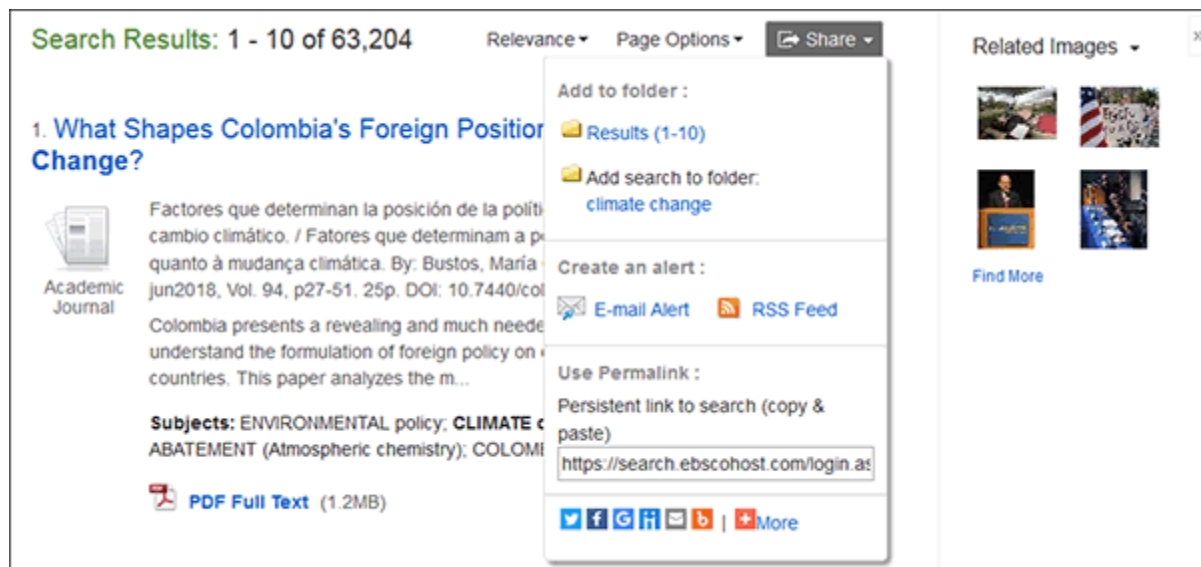 Search Results: 1 - 10 of 63,204
Relevance
Page Options
Share
1. What Shapes Colombia's Foreign Position
Change?
Academic
Journal
Factores que determinan la posición de la políti
cambio climático. / Fatores que determinam a p
quanto à mudança climática. By: Bustos, María
jun2018, Vol. 94, p27-51. 25p. DOI: 10.7440/col
Colombia presents a revealing and much neede
understand the formulation of foreign policy on
countries. This paper analyzes the m...
Subjects: ENVIRONMENTAL policy; CLIMATE
ABATEMENT (Atmospheric chemistry); COLOM
PDF Full Text (1.2MB)
Add to folder :
Results (1-10)
Add search to folder:
climate change
Create an alert :
E-mail Alert
RSS Feed
Use Permalink :
Persistent link to search (copy &
paste)
https://search.ebscohost.com/login.as
| More
Related Images
Find More